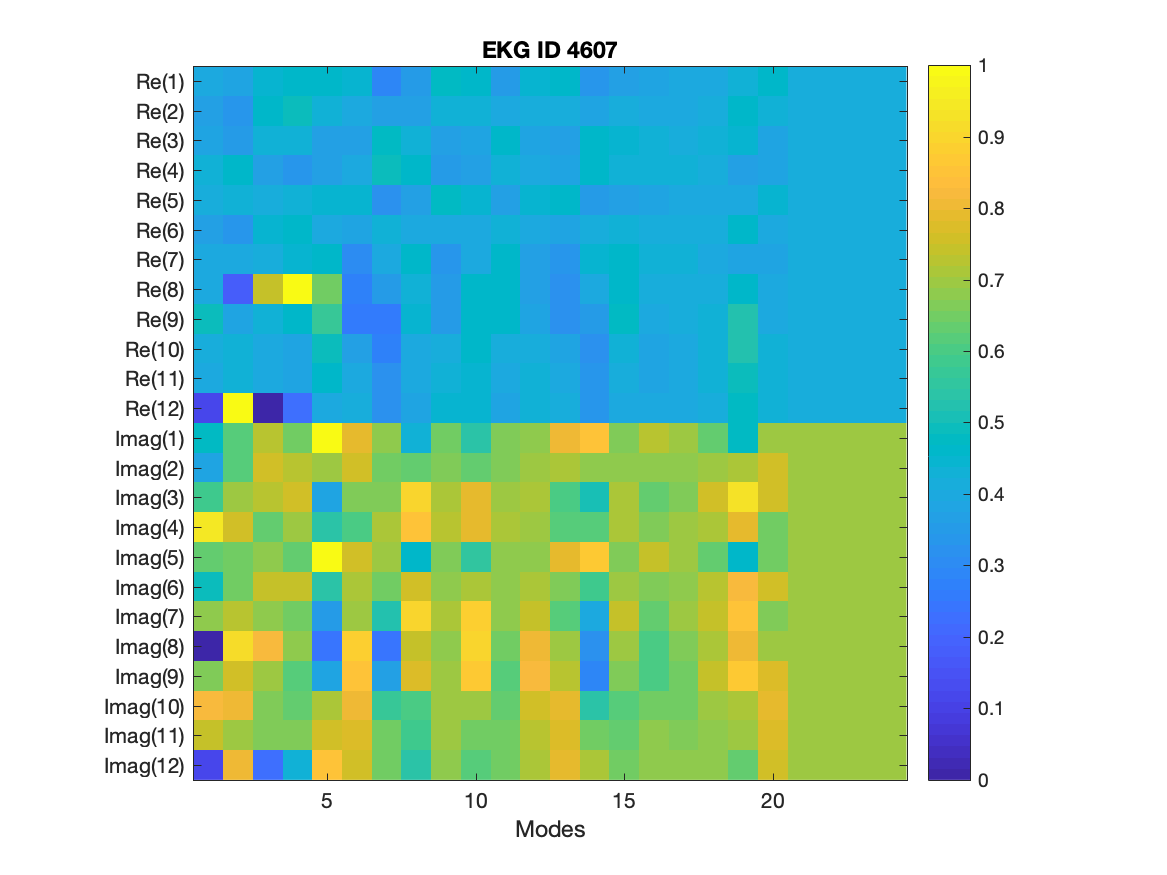 EKG ID 4607
Re(1)
Re(2)
Re(3)
Re(4)
Re(5)
Re(6)
Re(7)
Re(8)
Re(9)
Re(10)
Re(11)
Re(12)
Imag(1)
Imag(2)
Imag(3)
Imag(4)
Imag(5)
Imag(6)
Imag(7)
Imag(8)
Imag(9)
Imag(10)
Imag(11)
Imag(12)
5 10 15 20
Modes
1
0.9
0.8
0.7
0.6
0.5
0.4
0.3
0.2
0.1
0